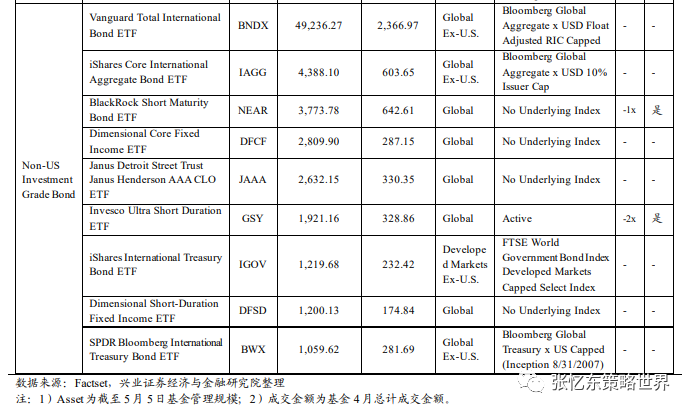 Vanguard Total International
Bond ETF
BNDX
49,236.27
2,366.97
Global
Ex-U.S.
Bloomberg Global
Aggregate x USD Float
Adjusted RIC Capped
-
-
iShares Core International
Aggregate Bond ETF
IAGG
4,388.10
603.65
Global
Ex-U.S.
Bloomberg Global
Aggregate x USD 10%
Issuer Cap
-
-
BlackRock Short Maturity
Bond ETF
NEAR
3,773.78
642.61
Global
No Underlying Index
-1x
是
Dimensional Core Fixed
Income ETF
DFCF
2,809.90
287.15
Global
No Underlying Index
-
-
Non-US
Investment
Grade Bond
Janus Detroit Street Trust
Janus Henderson AAA CLO
ETF
JAAA
2,632.15
330.35
Global
No Underlying Index
-
-
Invesco Ultra Short Duration
ETF
GSY
1,921.16
328.86
Global
Active
-2x
是
iShares International Treasury
Bond ETF
IGOV
1,219.68
232.42
Develope
d Markets
Ex-U.S.
FTSE World
Government Bond Index
Developed Markets
Capped Select Index
-
-
Dimensional Short-Duration
Fixed Income ETF
DFSD
1,200.13
174.84
Global
No Underlying Index
-
-
SPDR Bloomberg International
Treasury Bond ETF
BWX
1,059.62
281.69
Global
Ex-U.S.
Bloomberg Global
Treasury x US Capped
(Inception 8/31/2007)
-
-
数据来源：Factset，兴业证券经济与金融研究院整理
注：1）Asset为截至5月5日基金管理规模；2）成交金额为基金4月总计成交金额。
张忆东策略世界